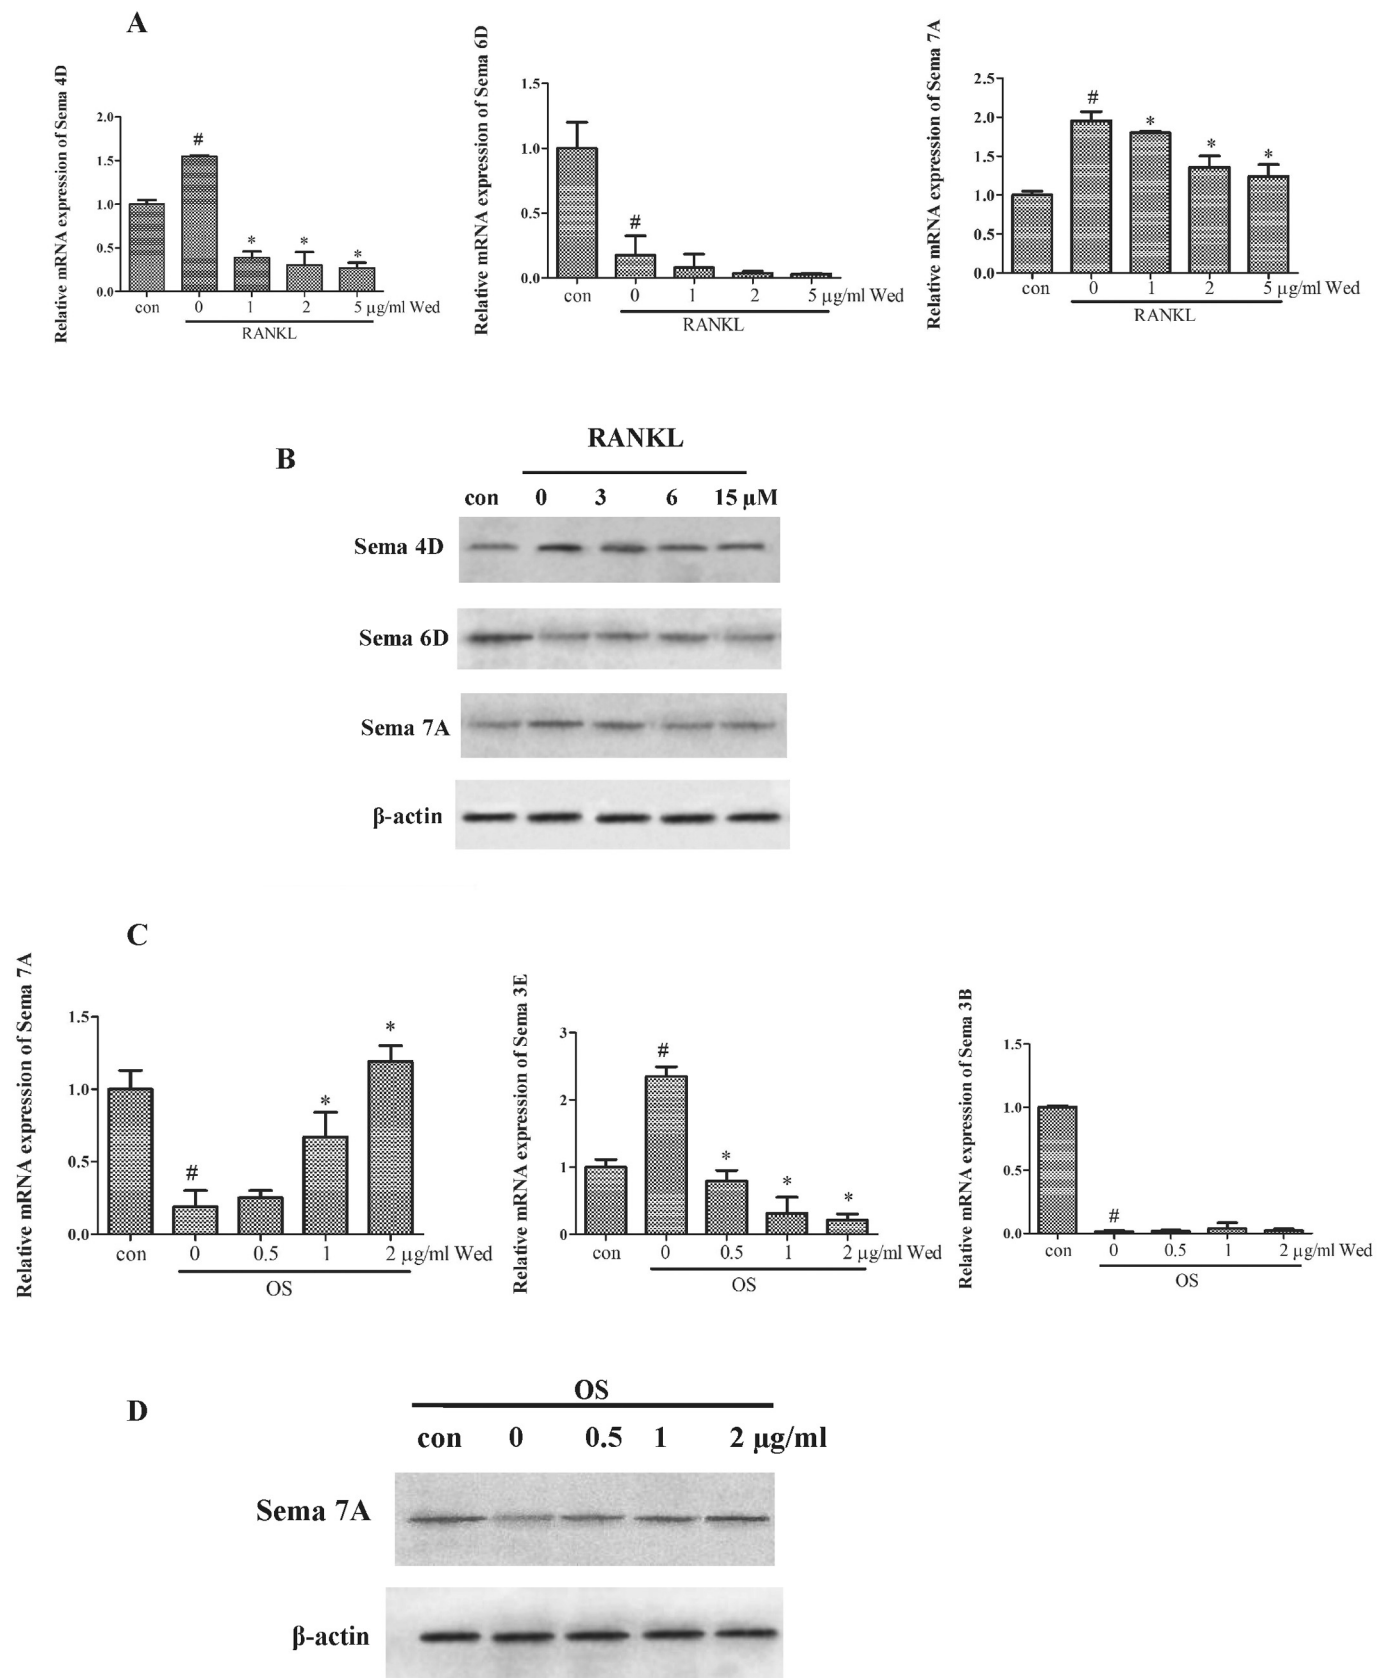 A
Relative mRNA expression of Sema 4D
2.0
1.5
1.0
0.5
0.0
#
*
*
*
con 0 1 2 5 μg/ml Wed
RANKL
Relative mRNA expression of Sema 6D
1.5
1.0
0.5
0.0
#
con 0 1 2 5 μg/ml Wed
RANKL
Relative mRNA expression of Sema 7A
2.5
2.0
1.5
1.0
0.5
0.0
#
*
*
*
con 0 1 2 5 μg/ml Wed
RANKL
B
RANKL
con 0 3 6 15 μM
Sema 4D
Sema 6D
Sema 7A
β-actin
C
Relative mRNA expression of Sema 7A
1.5
1.0
0.5
0.0
#
*
*
con 0 0.5 1 2 μg/ml Wed
OS
Relative mRNA expression of Sema 3E
3
2
1
0
#
*
*
*
con 0 0.5 1 2 μg/ml Wed
OS
Relative mRNA expression of Sema 3B
1.5
1.0
0.5
0.0
#
con 0 0.5 1 2 μg/ml Wed
OS
D
OS
con 0 0.5 1 2 μg/ml
Sema 7A
β-actin